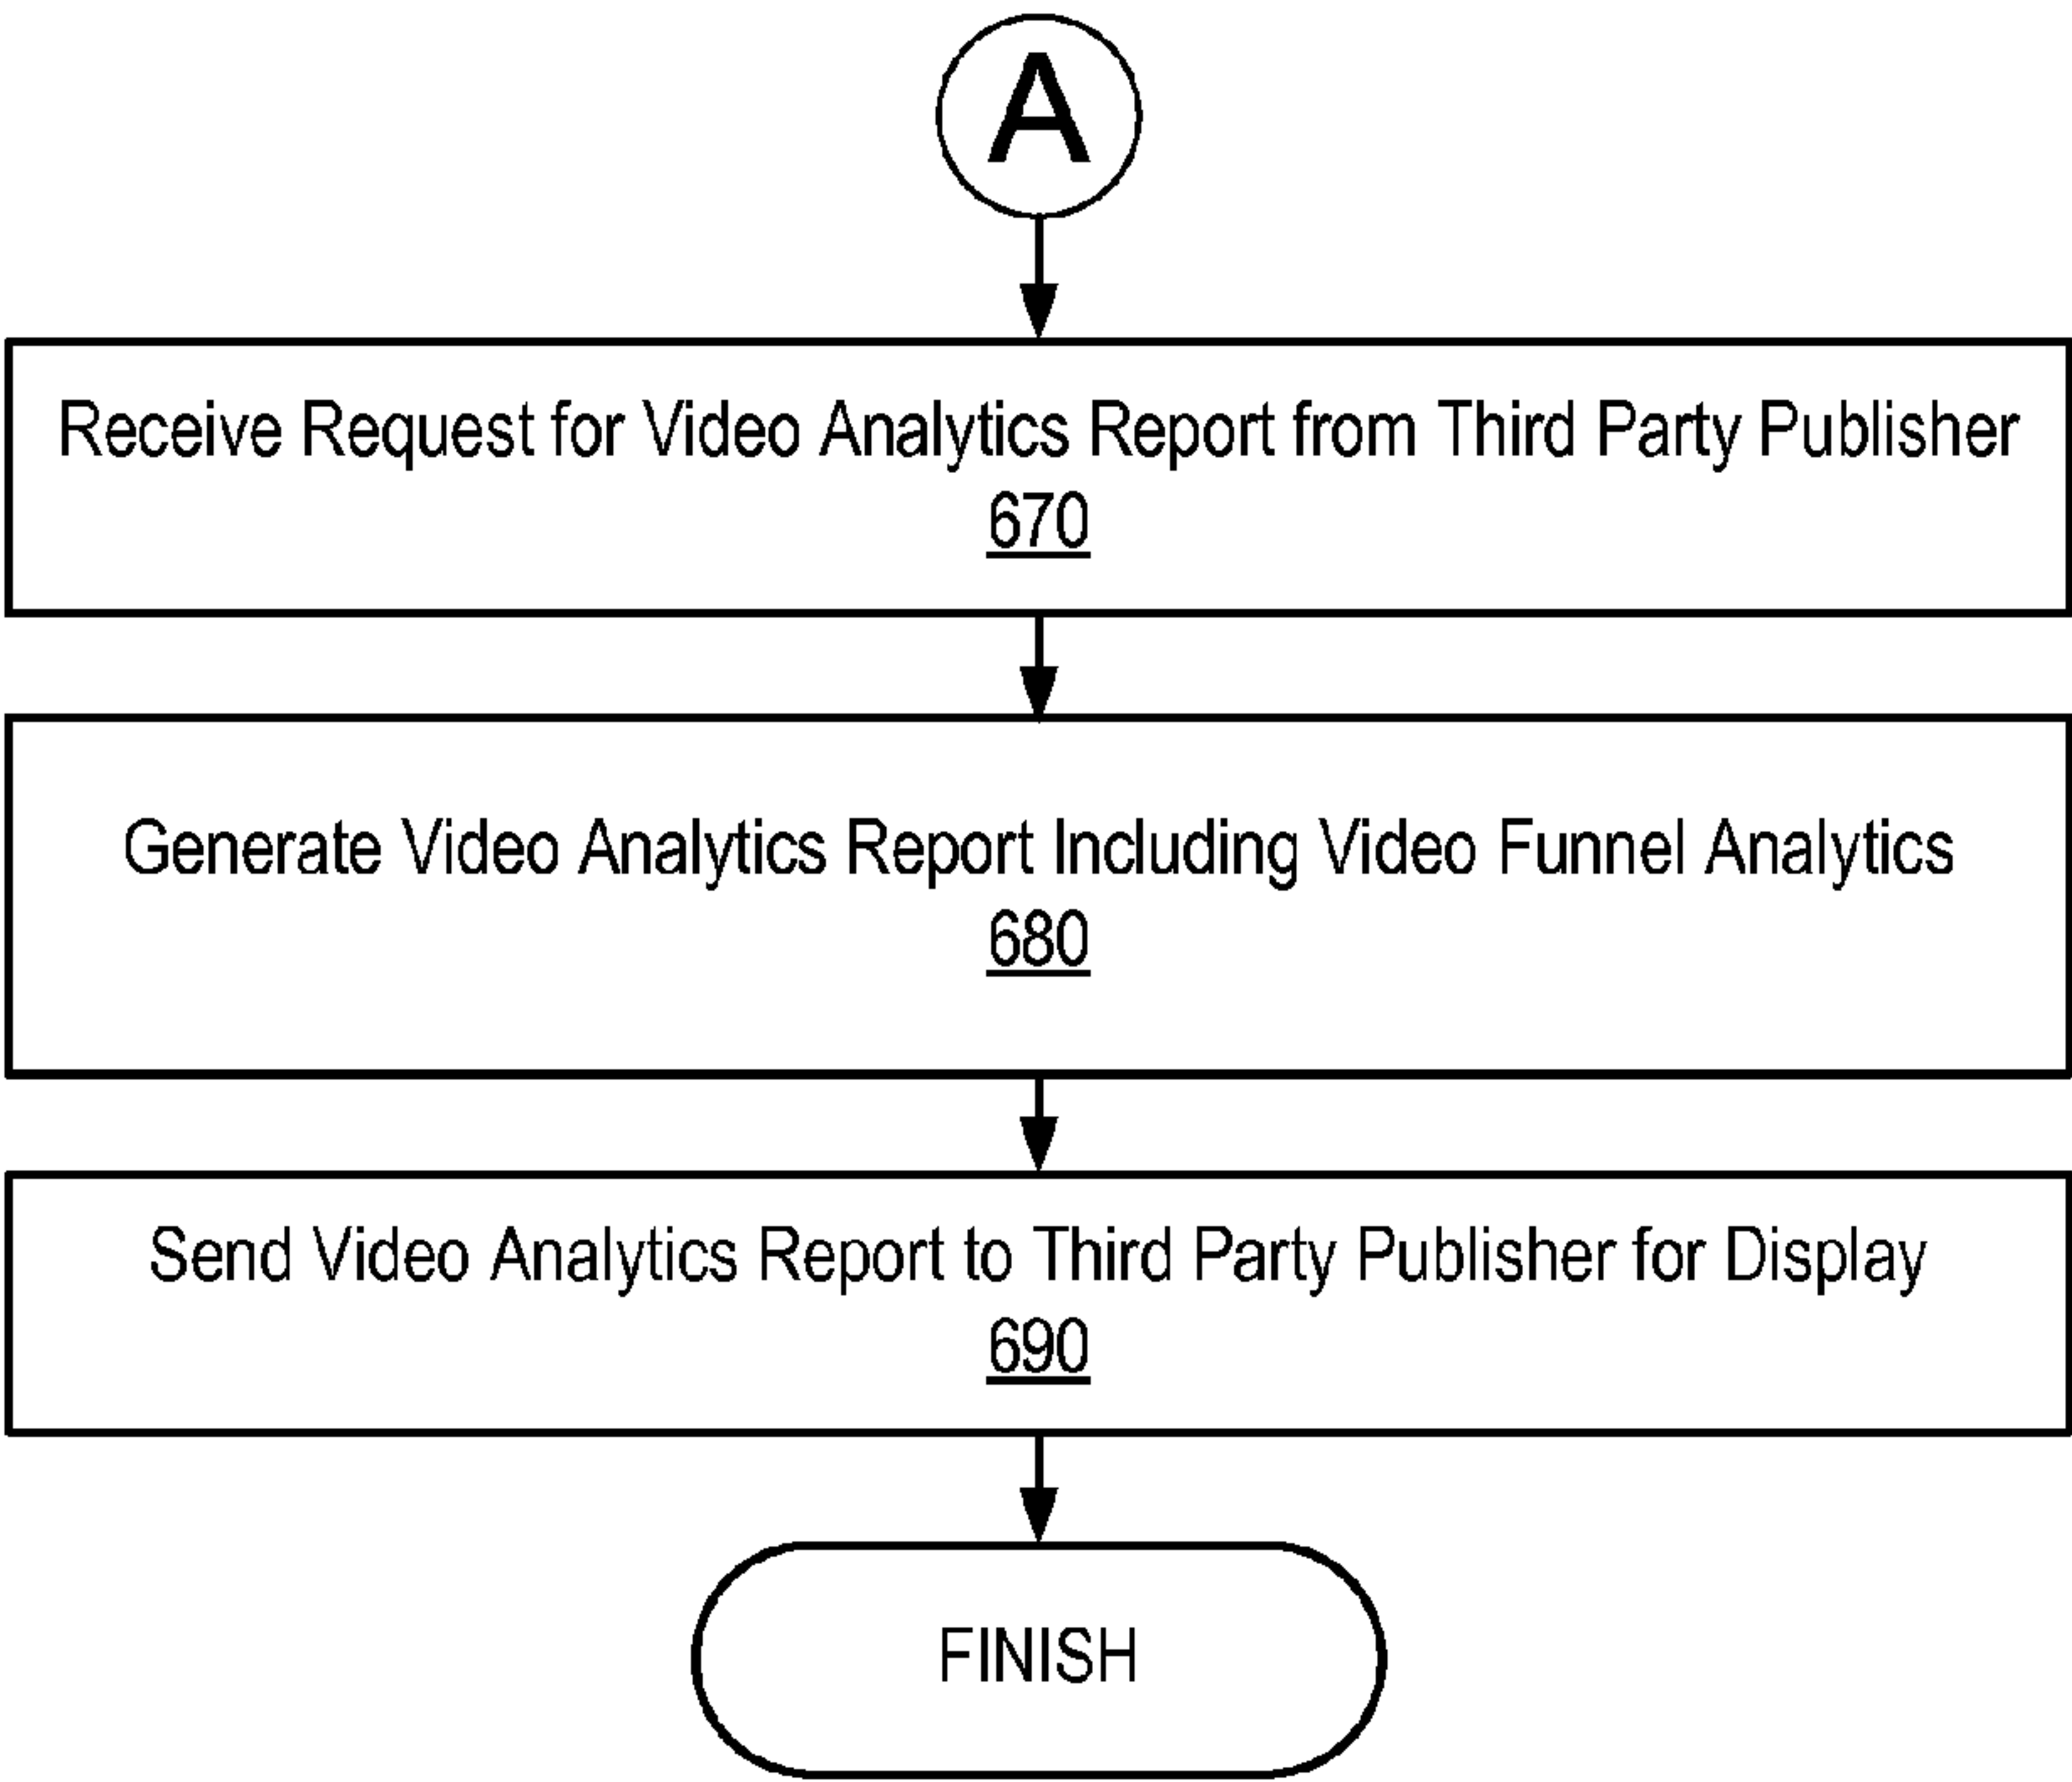 A
Receive Request for Video Analytics Report from Third Party Publisher
670
Generate Video Analytics Report Including Video Funnel Analytics
680
Send Video Analytics Report to Third Party Publisher for Display
690
FINISH